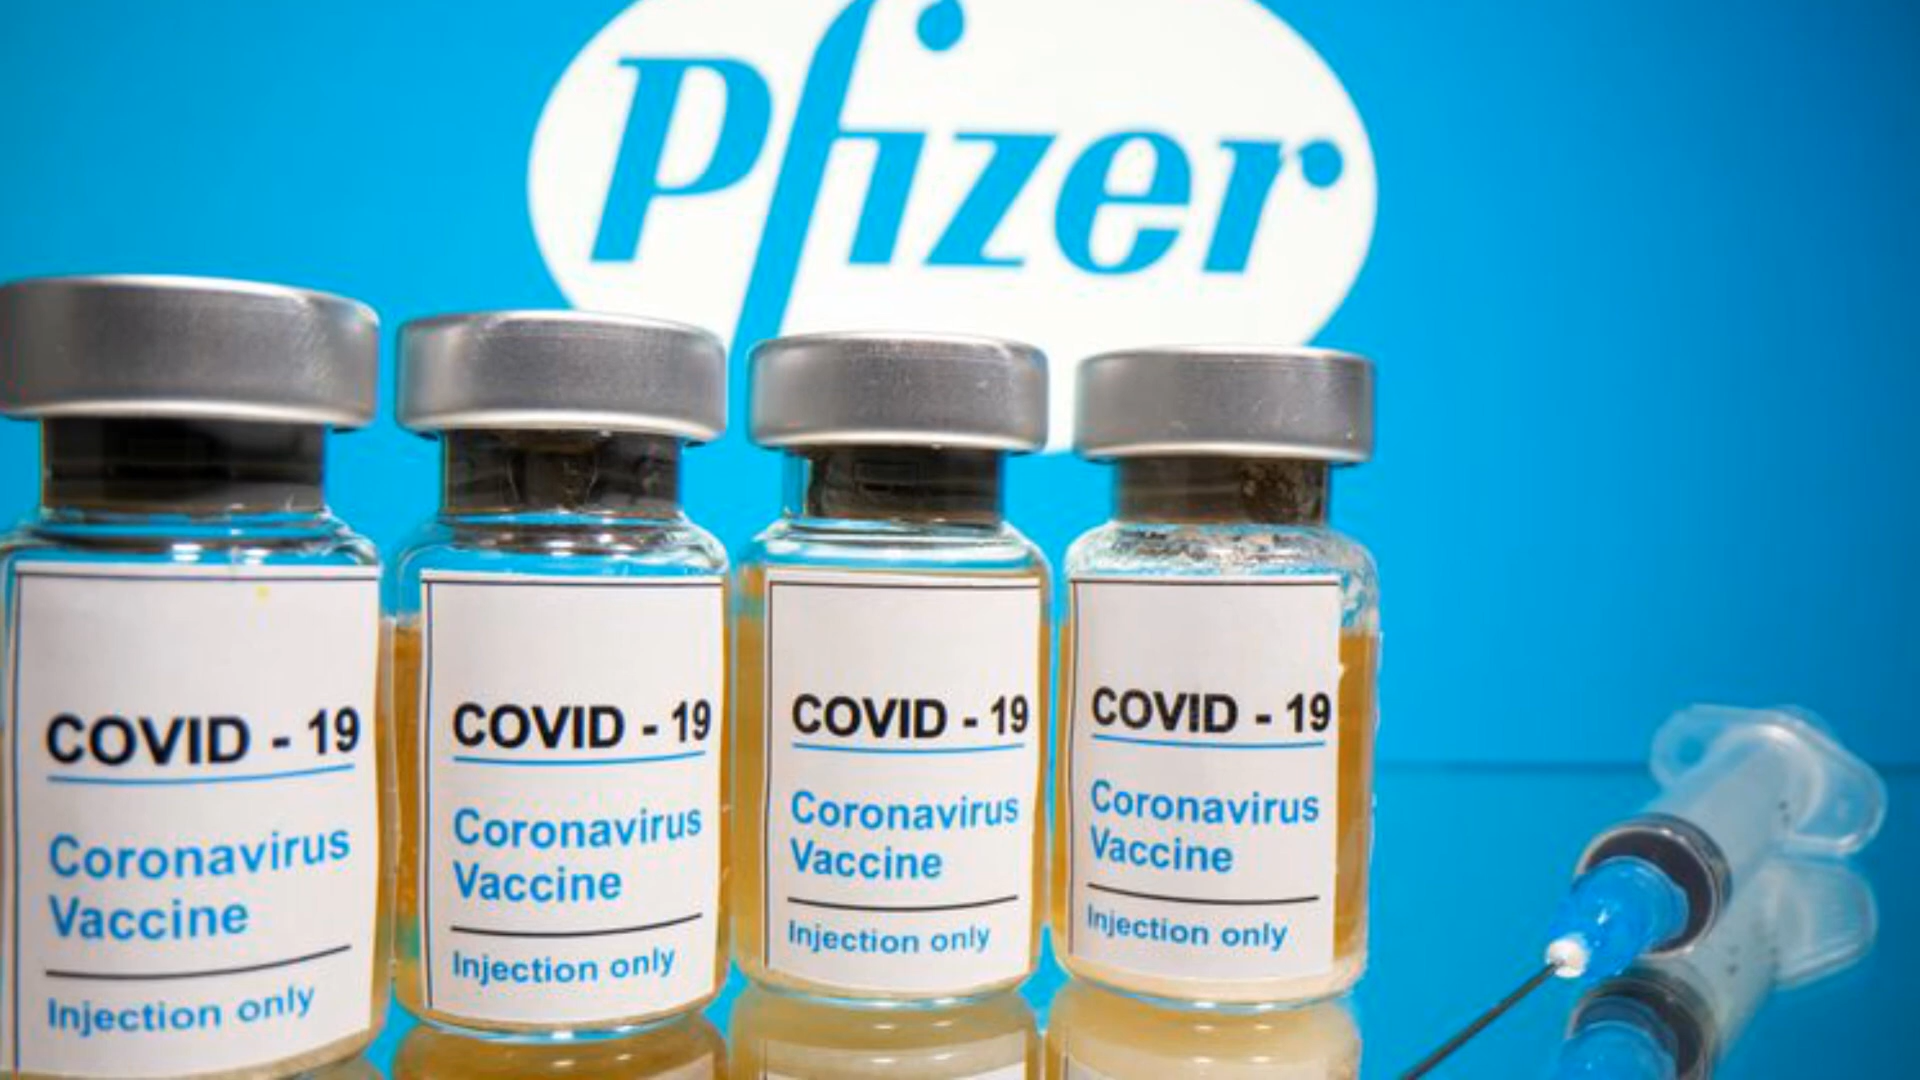 Pfizer
COVID - 19
Coronavirus
Vaccine
Injection only
COVID - 19
Coronavirus
Vaccine
Injection only
COVID - 19
Coronavirus
Vaccine
Injection only
COVID - 19
Coronavirus
Vaccine
Injection only